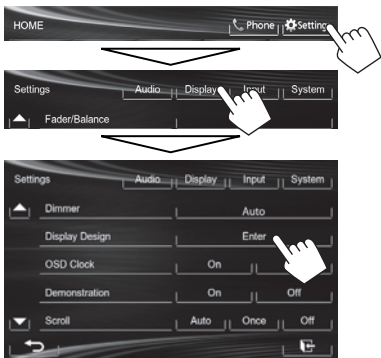 HOME Phone Setting
Settings Audio Display Input System
Fader/Balance
Settings Audio Display Input System
Dimmer Auto
Display Design Enter
OSD Clock On
Demonstration On Off
Scroll Auto Once Off